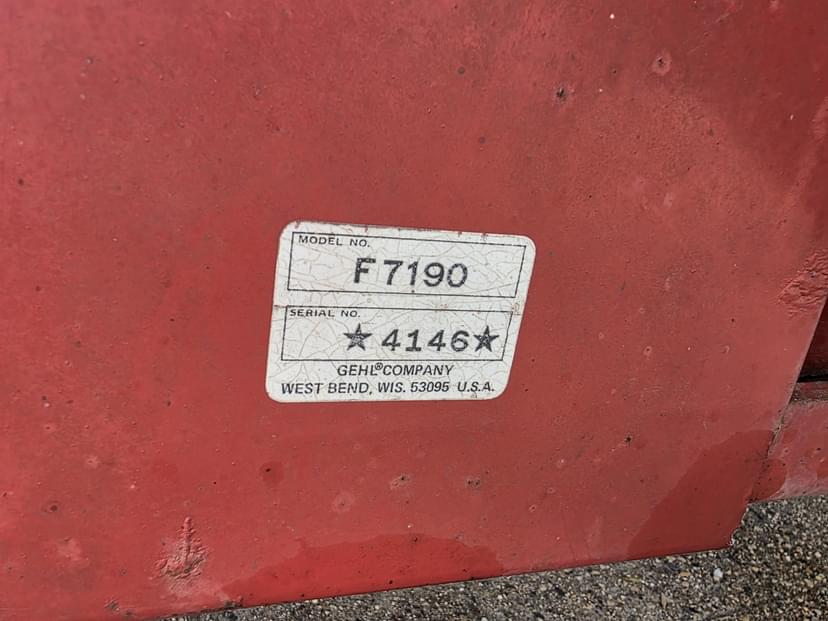 MODEL NO.
F7190
SERIAL NO.
★4146★
GEHL® COMPANY
WEST BEND, WIS. 53095 U.S.A.